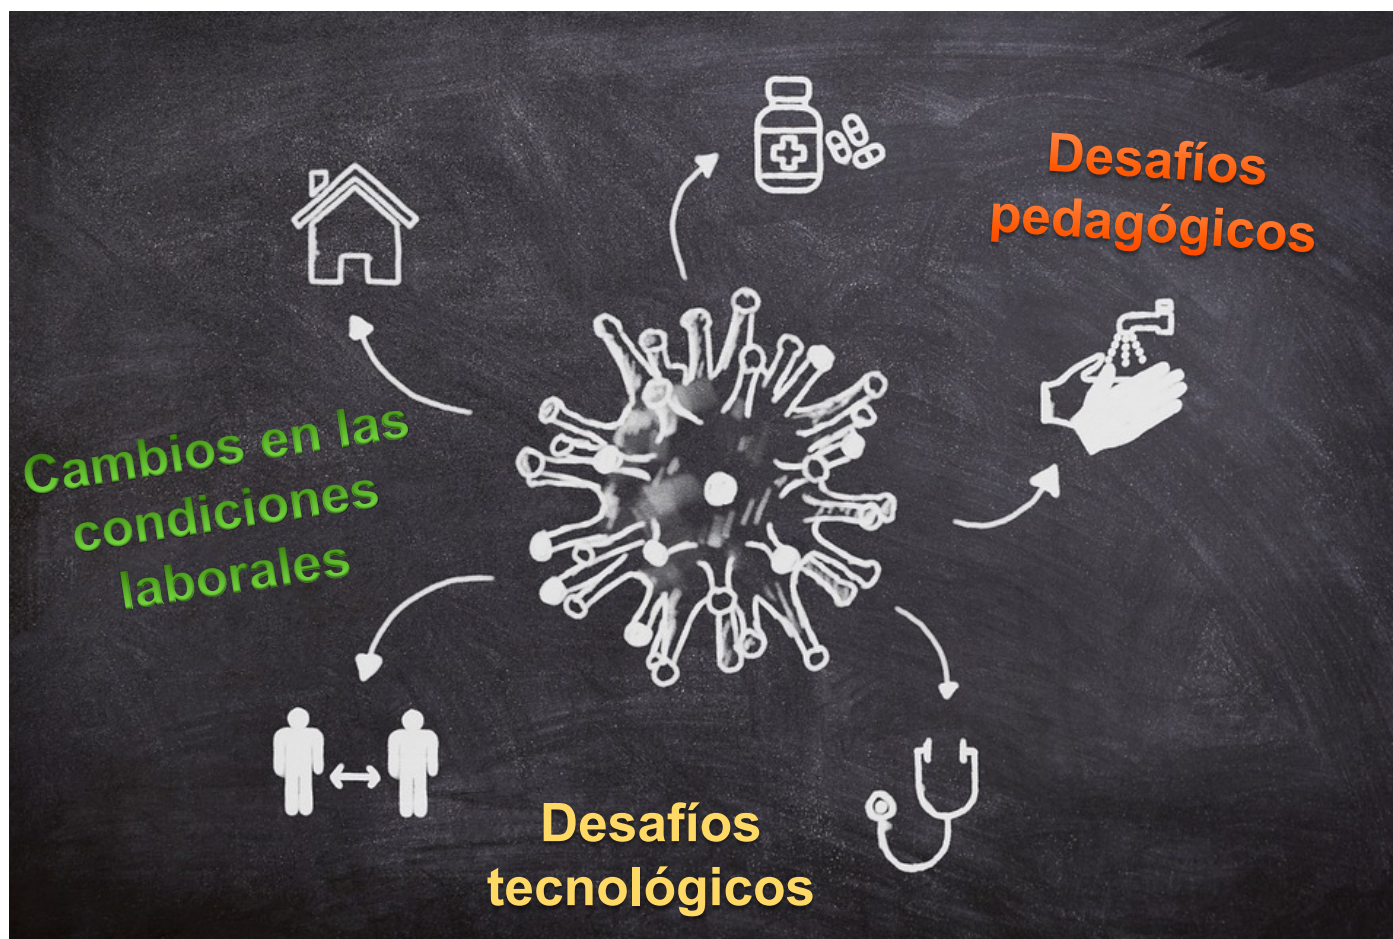 Desafíos
pedagógicos
Cambios en las
condiciones
laborales
Desafíos
tecnológicos